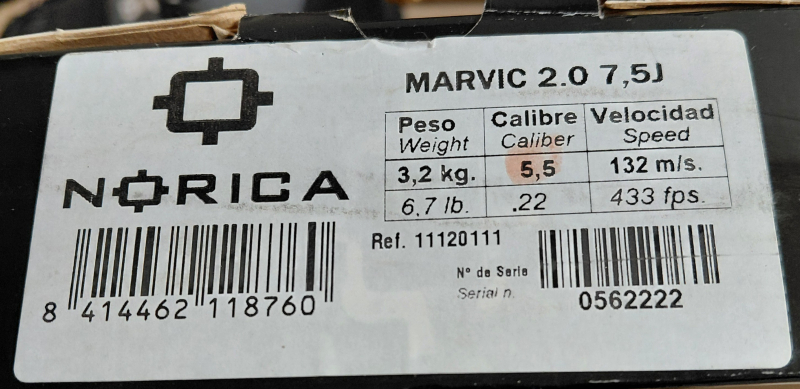 NORICA
8 414462 118760
MARVIC 2.0 7,5J
Peso Calibre Velocidad
Weight Caliber Speed
3,2 kg. 5,5 132 m/s.
6.7 lb. .22 433 fps.
Ref. 11120111
Nº de Serie
Serial n.
0562222